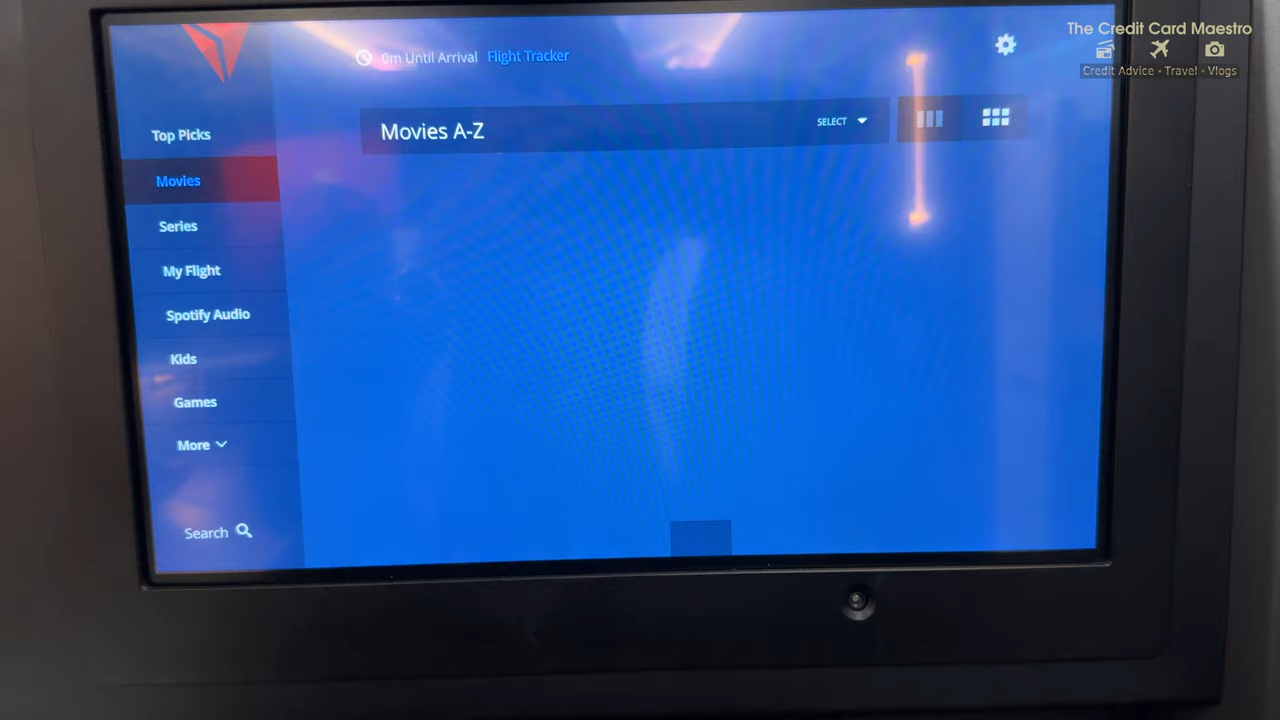 The Credit Card Maestro
Credit Advice • Travel • Vlogs
0m Until Arrival Flight Tracker
Movies A-Z
SELECT
Top Picks
Movies
Series
My Flight
Spotify Audio
Kids
Games
More
Search